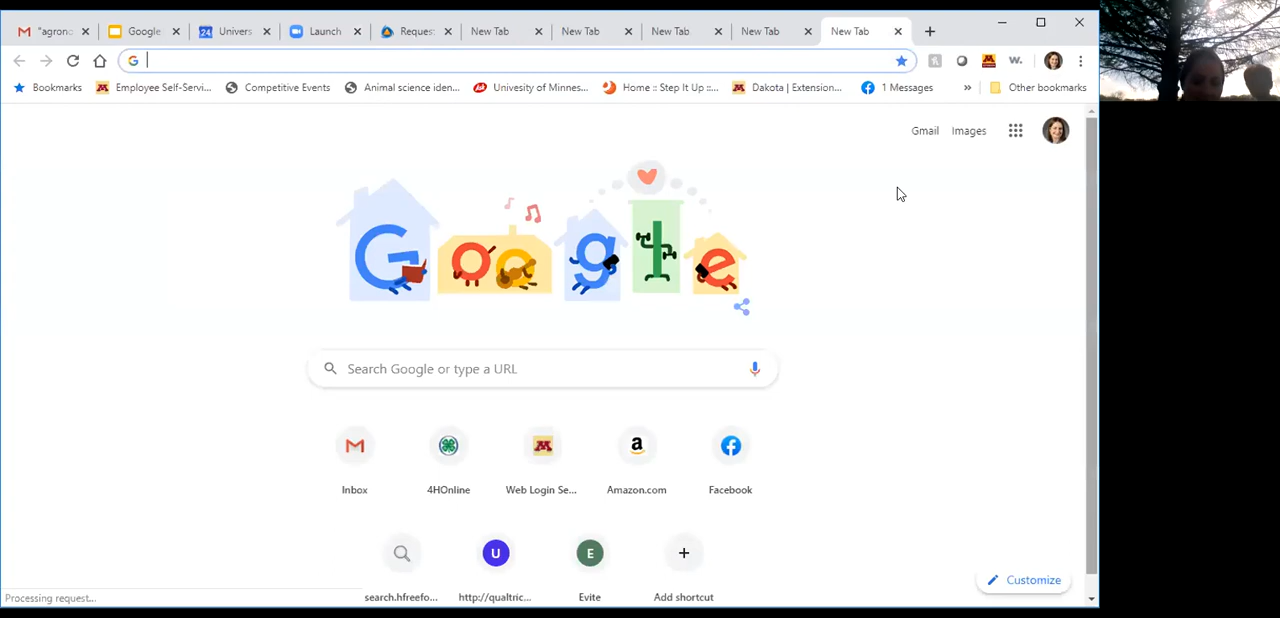 "agrono
Google
Univers
Launch
Request
New Tab
New Tab
New Tab
New Tab
New Tab
Bookmarks
Employee Self-Servi...
Competitive Events
Animal science iden...
Univesity of Minnes...
Home :: Step It Up ::...
Dakota | Extension...
1 Messages
»
Other bookmarks
Gmail
Images
Google
Search Google or type a URL
Inbox
4HOnline
Web Login Se...
Amazon.com
Facebook
U
E
search.hfreefo...
http://qualtric...
Evite
Add shortcut
Customize
Processing request...